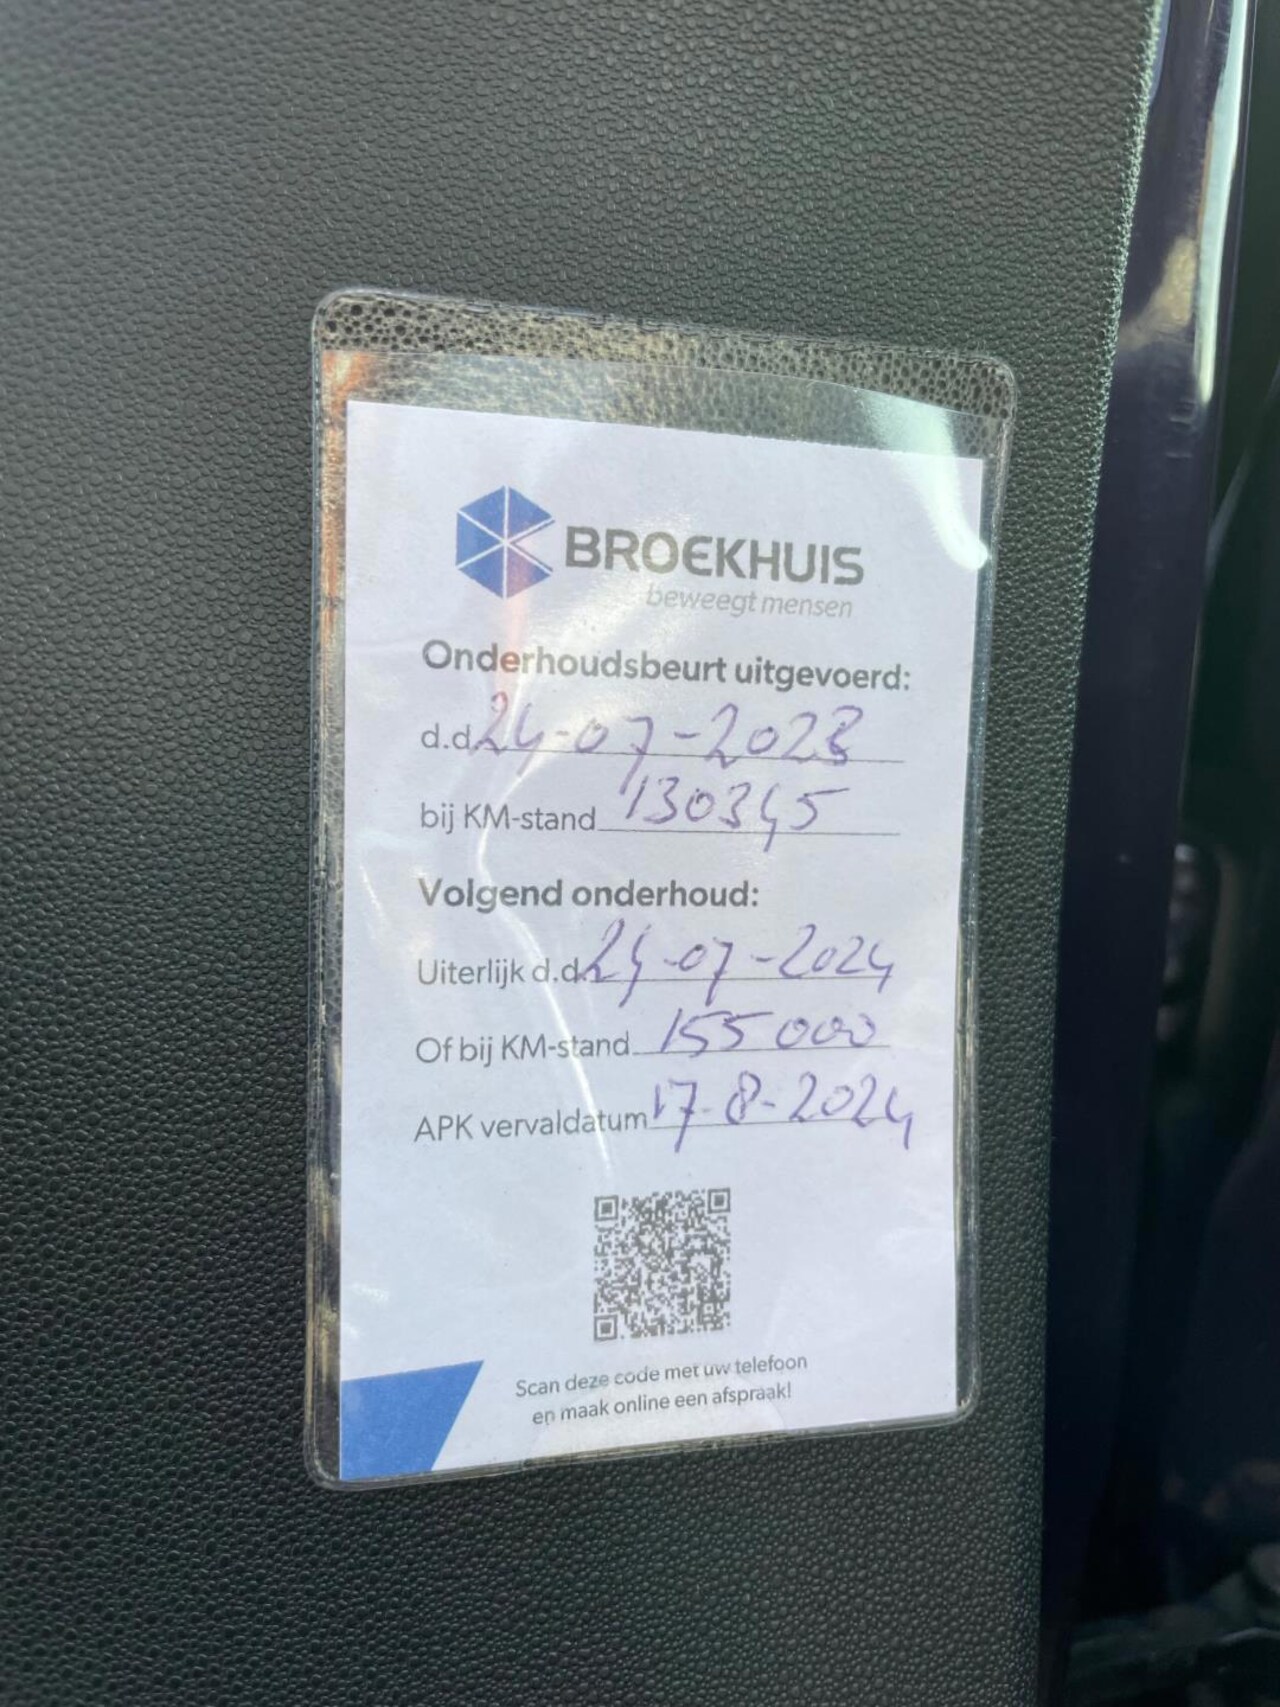 BROEKHUIS
beweegt mensen
Onderhoudsbeurt uitgevoerd:
d.d. 24-07-2023
bij KM-stand 130345
Volgend onderhoud:
Uiterlijk d.d. 24-07-2024
Of bij KM-stand 155000
APK vervaldatum 17-8-2024
Scan deze code met uw telefoon
en maak online een afspraak!